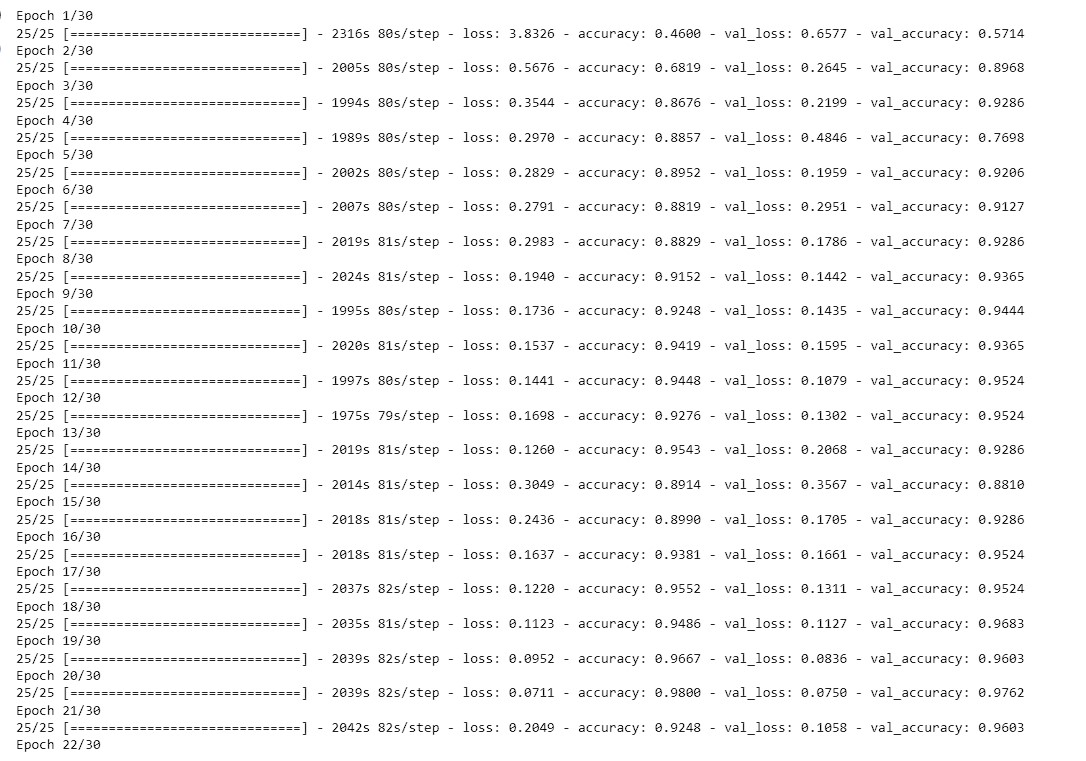 Epoch 1/30
25/25 [==============================] - 2316s 80s/step - loss: 3.8326 - accuracy: 0.4600 - val_loss: 0.6577 - val_accuracy: 0.5714
Epoch 2/30
25/25 [==============================] - 2005s 80s/step - loss: 0.5676 - accuracy: 0.6819 - val_loss: 0.2645 - val_accuracy: 0.8968
Epoch 3/30
25/25 [==============================] - 1994s 80s/step - loss: 0.3544 - accuracy: 0.8676 - val_loss: 0.2199 - val_accuracy: 0.9286
Epoch 4/30
25/25 [==============================] - 1989s 80s/step - loss: 0.2970 - accuracy: 0.8857 - val_loss: 0.4846 - val_accuracy: 0.7698
Epoch 5/30
25/25 [==============================] - 2002s 80s/step - loss: 0.2829 - accuracy: 0.8952 - val_loss: 0.1959 - val_accuracy: 0.9206
Epoch 6/30
25/25 [==============================] - 2007s 80s/step - loss: 0.2791 - accuracy: 0.8819 - val_loss: 0.2951 - val_accuracy: 0.9127
Epoch 7/30
25/25 [==============================] - 2019s 81s/step - loss: 0.2983 - accuracy: 0.8829 - val_loss: 0.1786 - val_accuracy: 0.9286
Epoch 8/30
25/25 [==============================] - 2024s 81s/step - loss: 0.1940 - accuracy: 0.9152 - val_loss: 0.1442 - val_accuracy: 0.9365
Epoch 9/30
25/25 [==============================] - 1995s 80s/step - loss: 0.1736 - accuracy: 0.9248 - val_loss: 0.1435 - val_accuracy: 0.9444
Epoch 10/30
25/25 [==============================] - 2020s 81s/step - loss: 0.1537 - accuracy: 0.9419 - val_loss: 0.1595 - val_accuracy: 0.9365
Epoch 11/30
25/25 [==============================] - 1997s 80s/step - loss: 0.1441 - accuracy: 0.9448 - val_loss: 0.1079 - val_accuracy: 0.9524
Epoch 12/30
25/25 [==============================] - 1975s 79s/step - loss: 0.1698 - accuracy: 0.9276 - val_loss: 0.1302 - val_accuracy: 0.9524
Epoch 13/30
25/25 [==============================] - 2019s 81s/step - loss: 0.1260 - accuracy: 0.9543 - val_loss: 0.2068 - val_accuracy: 0.9286
Epoch 14/30
25/25 [==============================] - 2014s 81s/step - loss: 0.3049 - accuracy: 0.8914 - val_loss: 0.3567 - val_accuracy: 0.8810
Epoch 15/30
25/25 [==============================] - 2018s 81s/step - loss: 0.2436 - accuracy: 0.8990 - val_loss: 0.1705 - val_accuracy: 0.9286
Epoch 16/30
25/25 [==============================] - 2018s 81s/step - loss: 0.1637 - accuracy: 0.9381 - val_loss: 0.1661 - val_accuracy: 0.9524
Epoch 17/30
25/25 [==============================] - 2037s 82s/step - loss: 0.1220 - accuracy: 0.9552 - val_loss: 0.1311 - val_accuracy: 0.9524
Epoch 18/30
25/25 [==============================] - 2035s 81s/step - loss: 0.1123 - accuracy: 0.9486 - val_loss: 0.1127 - val_accuracy: 0.9683
Epoch 19/30
25/25 [==============================] - 2039s 82s/step - loss: 0.0952 - accuracy: 0.9667 - val_loss: 0.0836 - val_accuracy: 0.9603
Epoch 20/30
25/25 [==============================] - 2039s 82s/step - loss: 0.0711 - accuracy: 0.9800 - val_loss: 0.0750 - val_accuracy: 0.9762
Epoch 21/30
25/25 [==============================] - 2042s 82s/step - loss: 0.2049 - accuracy: 0.9248 - val_loss: 0.1058 - val_accuracy: 0.9603
Epoch 22/30